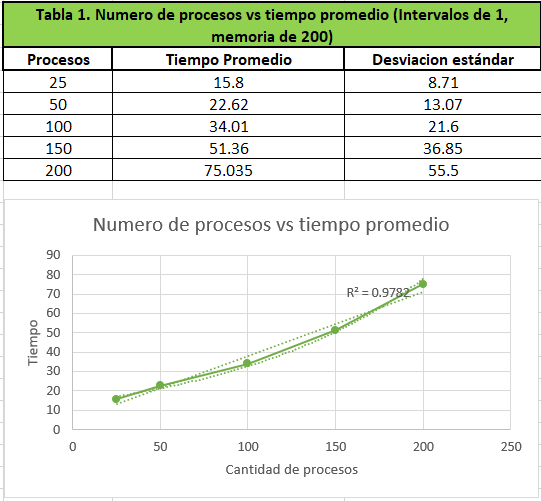 Tabla 1. Numero de procesos vs tiempo promedio (Intervalos de 1,
memoria de 200)
Procesos Tiempo Promedio Desviacion estándar
25 15.8 8.71
50 22.62 13.07
100 34.01 21.6
150 51.36 36.85
200 75.035 55.5
Numero de procesos vs tiempo promedio
90
80
70
60
50
40
30
20
10
0
R² = 0.9782
Tiempo
0 50 100 150 200 250
Cantidad de procesos